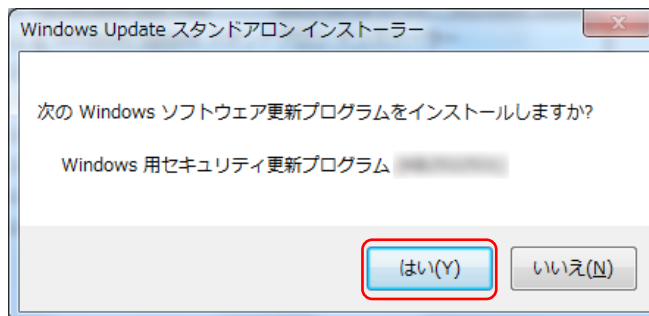 Windows Update スタンドアロン インストーラー
次の Windows ソフトウェア更新プログラムをインストールしますか?
Windows 用セキュリティ更新プログラム
はい(Y) いいえ(N)